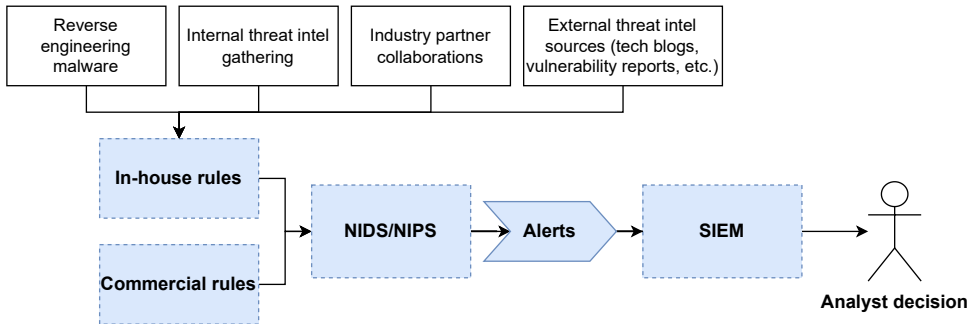 Reverse
engineering
malware
Internal threat intel
gathering
Industry partner
collaborations
External threat intel
sources (tech blogs,
vulnerability reports, etc.)
In-house rules
Commercial rules
NIDS/NIPS
Alerts
SIEM
Analyst decision